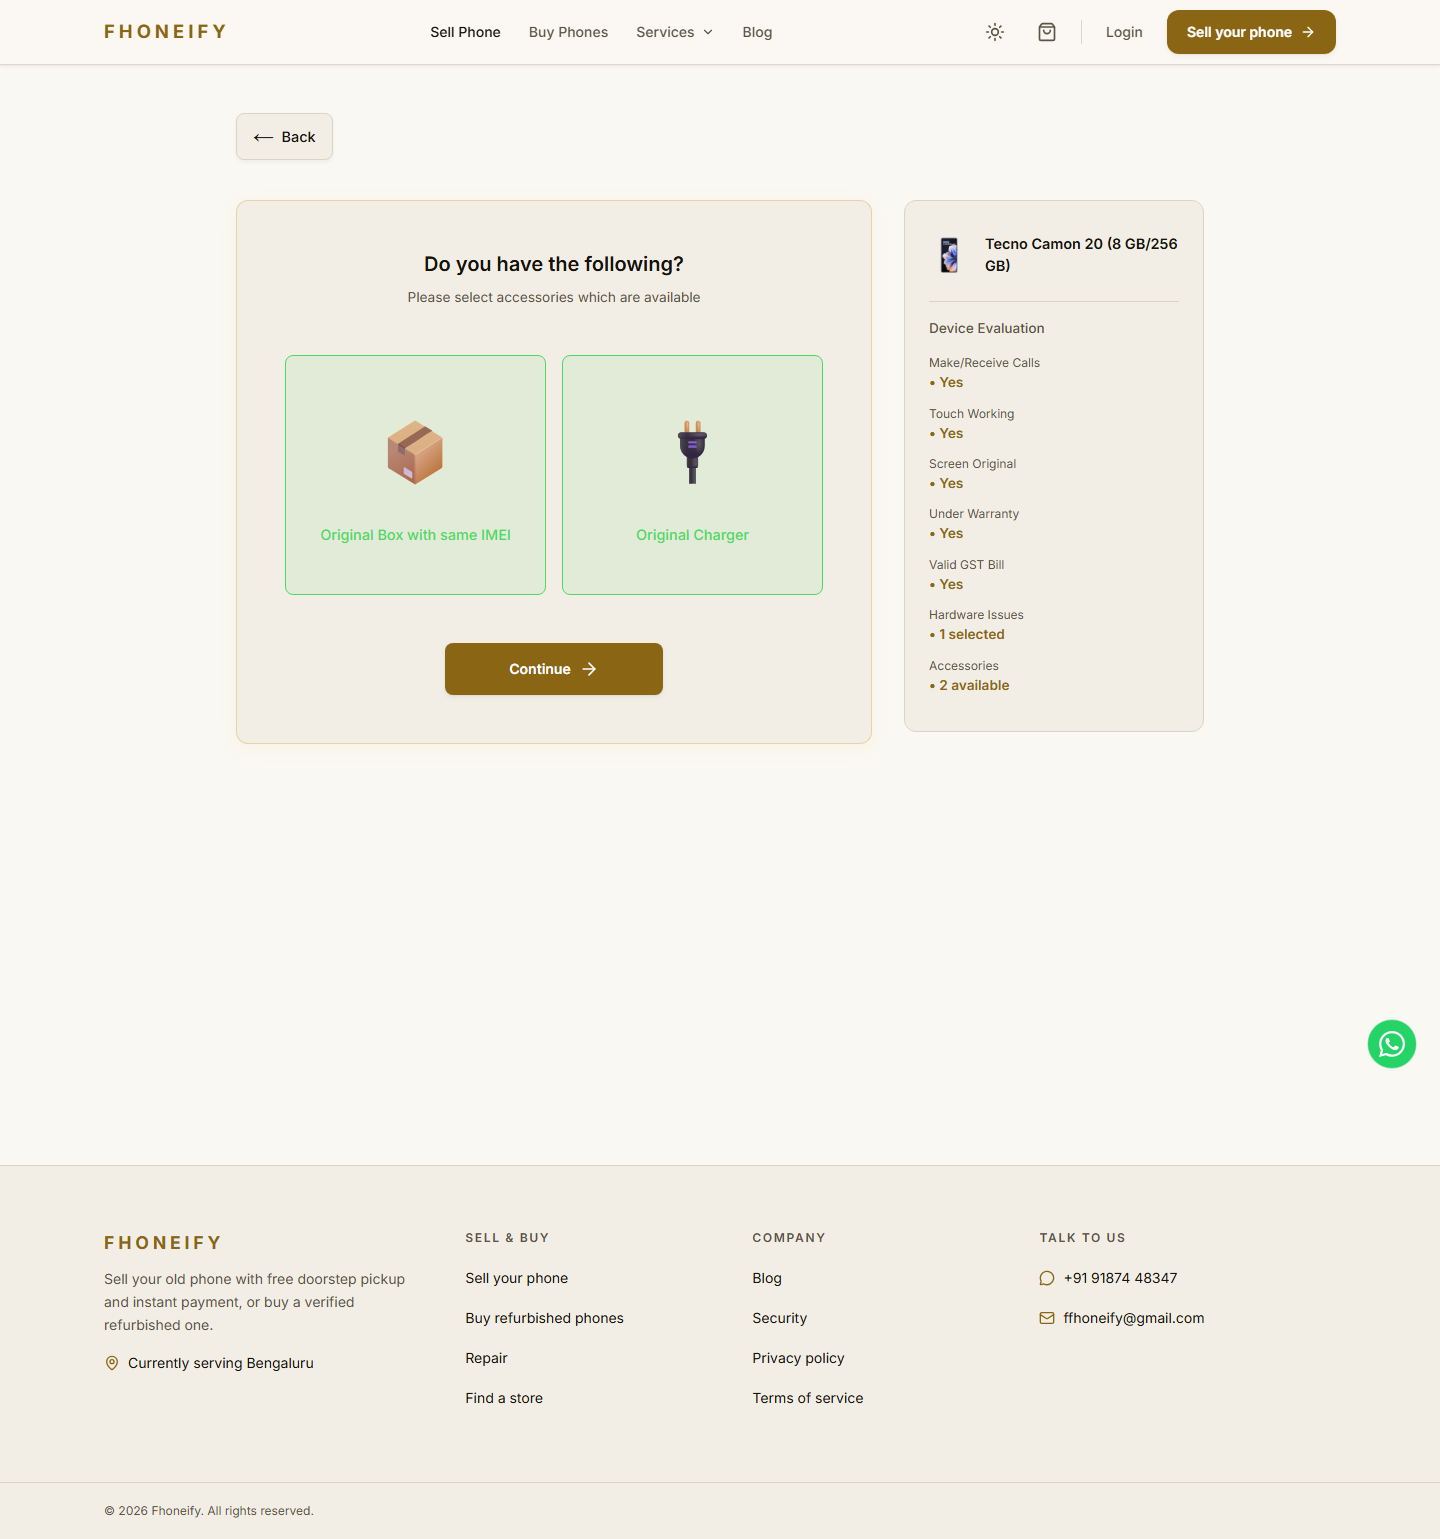 FHONEIFY
Sell Phone
Buy Phones
Services
Blog
Login
Sell your phone
Back
Do you have the following?
Please select accessories which are available
Original Box with same IMEI
Original Charger
Continue
Tecno Camon 20 (8 GB/256
GB)
Device Evaluation
Make/Receive Calls
• Yes
Touch Working
• Yes
Screen Original
• Yes
Under Warranty
• Yes
Valid GST Bill
• Yes
Hardware Issues
• 1 selected
Accessories
• 2 available
FHONEIFY
Sell your old phone with free doorstep pickup
and instant payment, or buy a verified
refurbished one.
Currently serving Bengaluru
SELL & BUY
Sell your phone
Buy refurbished phones
Repair
Find a store
COMPANY
Blog
Security
Privacy policy
Terms of service
TALK TO US
+91 91874 48347
ffhoneify@gmail.com
© 2026 Fhoneify. All rights reserved.